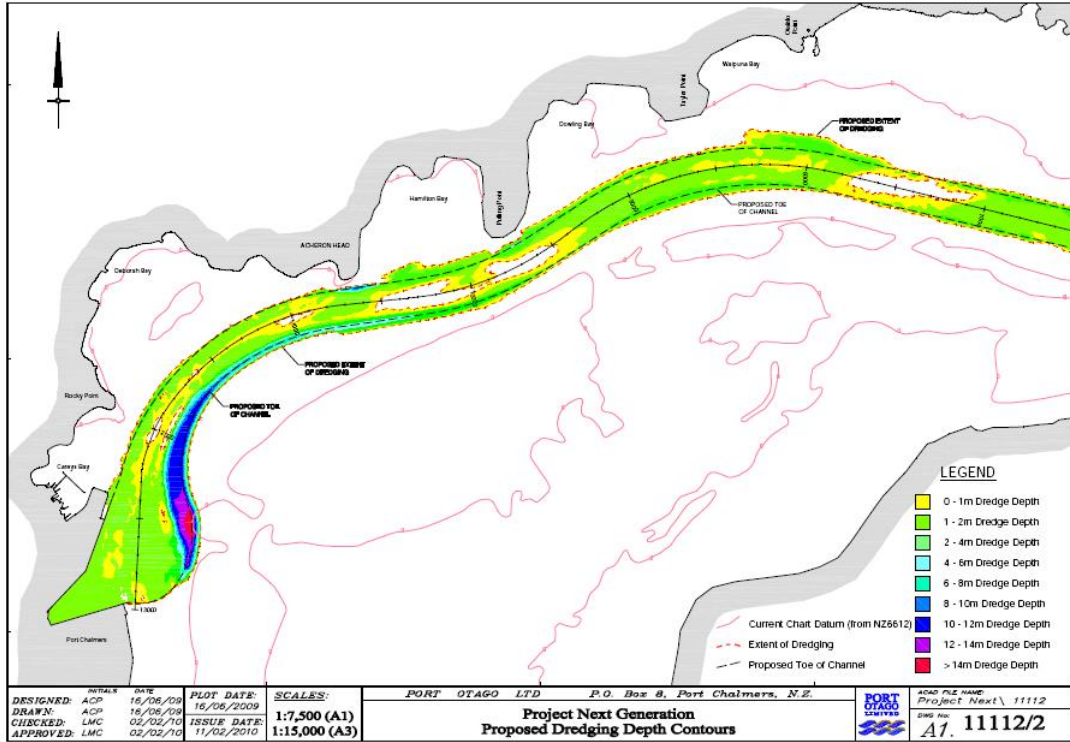 Otakia
Point
Waipuna Bay
Taylor Point
Dowling Bay
PROPOSED EXTENT
OF DREDGING
Hamilton Bay
Pulling Point
PROPOSED TOE
OF CHANNEL
ACHERON HEAD
Deborah Bay
PROPOSED EXTENT
OF DREDGING
Rocky Point
PROPOSED TOE
OF CHANNEL
Careys Bay
13000
Port Chalmers
LEGEND
0 - 1m Dredge Depth
1 - 2m Dredge Depth
2 - 4m Dredge Depth
4 - 6m Dredge Depth
6 - 8m Dredge Depth
8 - 10m Dredge Depth
10 - 12m Dredge Depth
12 - 14m Dredge Depth
> 14m Dredge Depth
Current Chart Datum (from NZ6612)
Extent of Dredging
Proposed Toe of Channel
INITIALS DATE
DESIGNED: ACP 16/06/09
DRAWN: ACP 16/06/09
CHECKED: LMC 02/02/10
APPROVED: LMC 02/02/10
PLOT DATE:
16/06/2009
ISSUE DATE:
11/02/2010
SCALES:
1:7,500 (A1)
1:15,000 (A3)
PORT OTAGO LTD P.O. Box 8, Port Chalmers, N.Z.
Project Next Generation
Proposed Dredging Depth Contours
PORT
OTAGO
LIMITED
ACAD FILE NAME:
Project Next\ 11112
DWG No:
A1. 11112/2